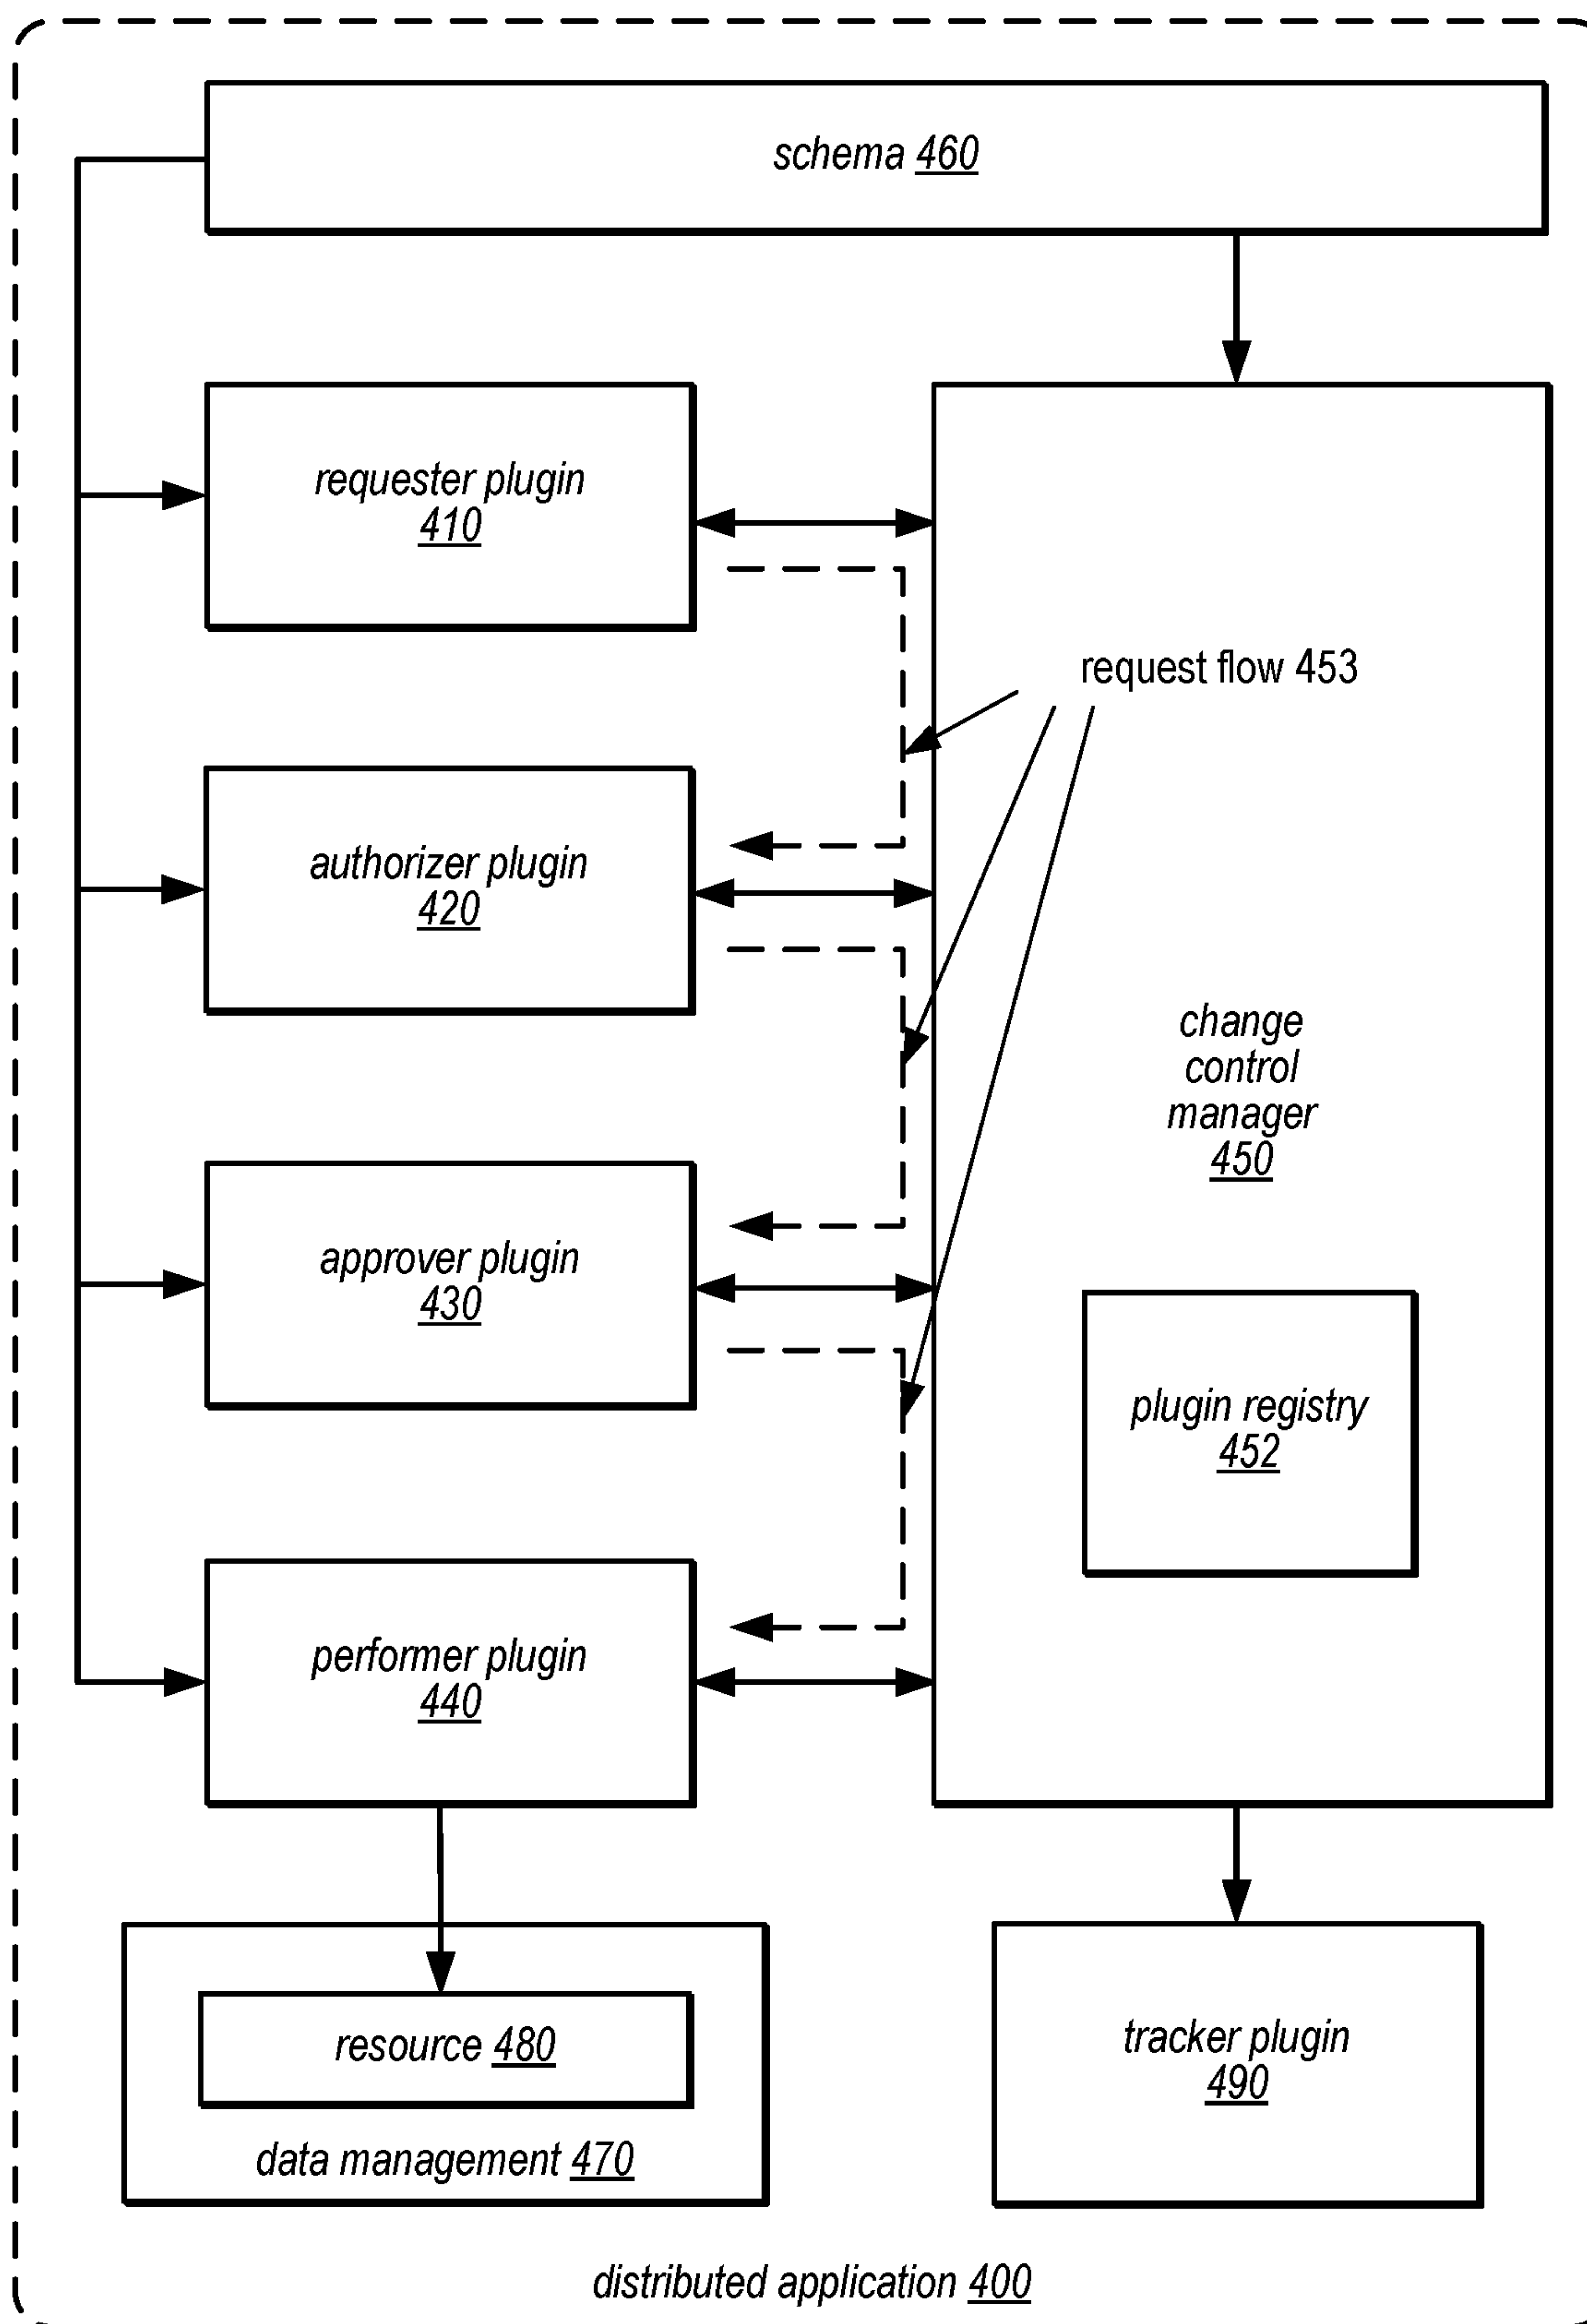 schema 460
requester plugin
410
request flow 453
authorizer plugin
420
change
control
manager
450
approver plugin
430
plugin registry
452
performer plugin
440
resource 480
data management 470
tracker plugin
490
distributed application 400